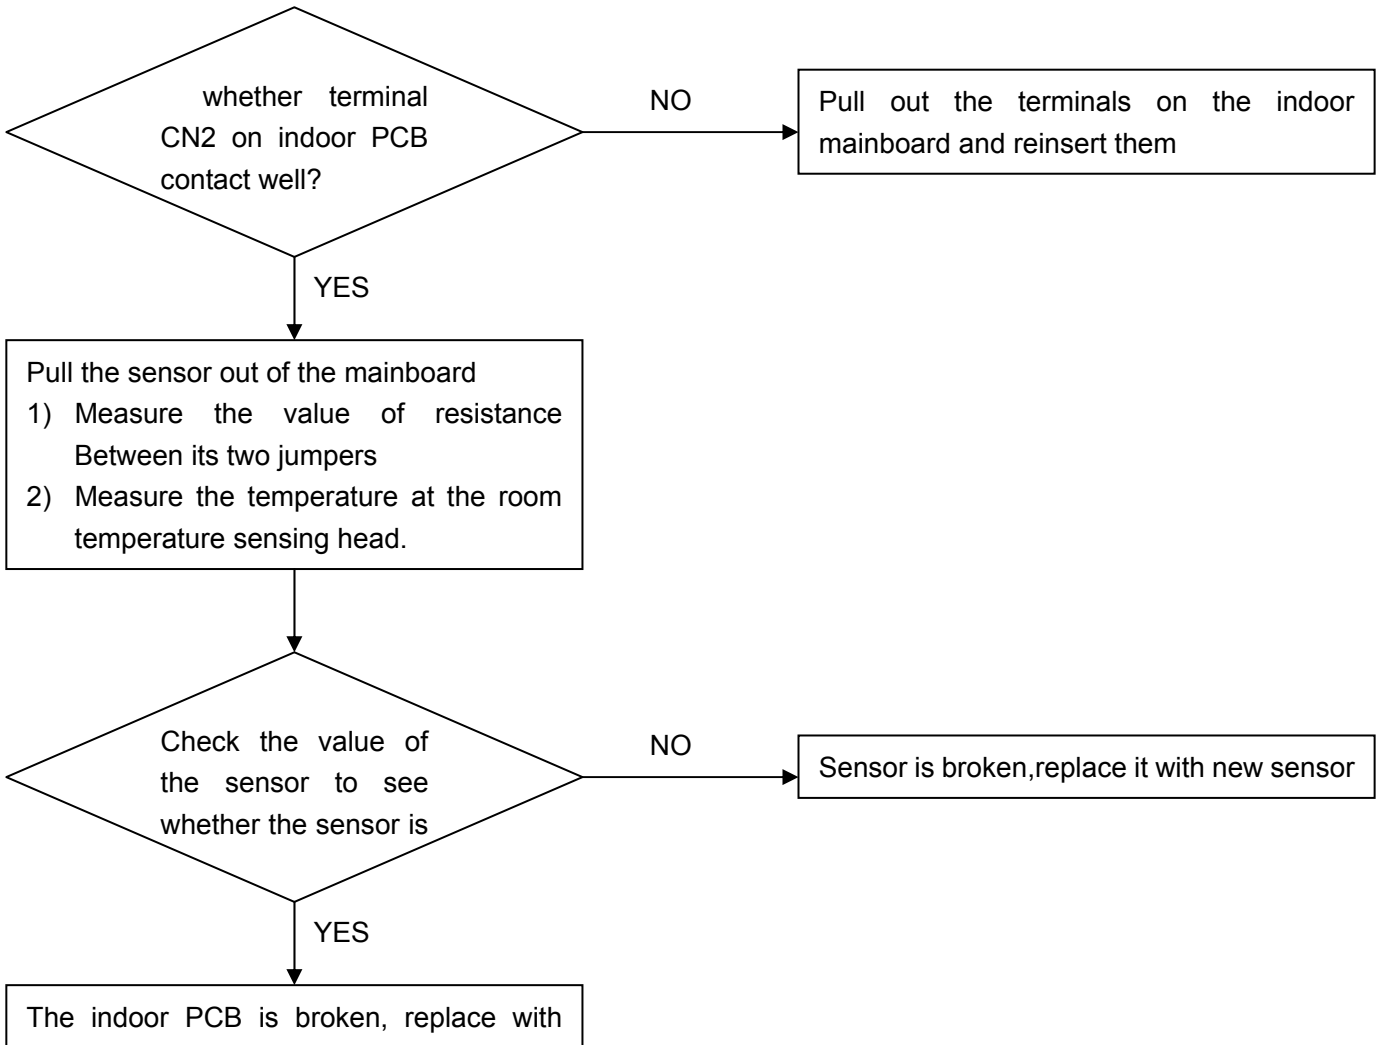 whether terminal
CN2 on indoor PCB
contact well?
NO
Pull out the terminals on the indoor
mainboard and reinsert them
YES
Pull the sensor out of the mainboard
1) Measure the value of resistance
Between its two jumpers
2) Measure the temperature at the room
temperature sensing head.
Check the value of
the sensor to see
whether the sensor is
NO
Sensor is broken,replace it with new sensor
YES
The indoor PCB is broken, replace with